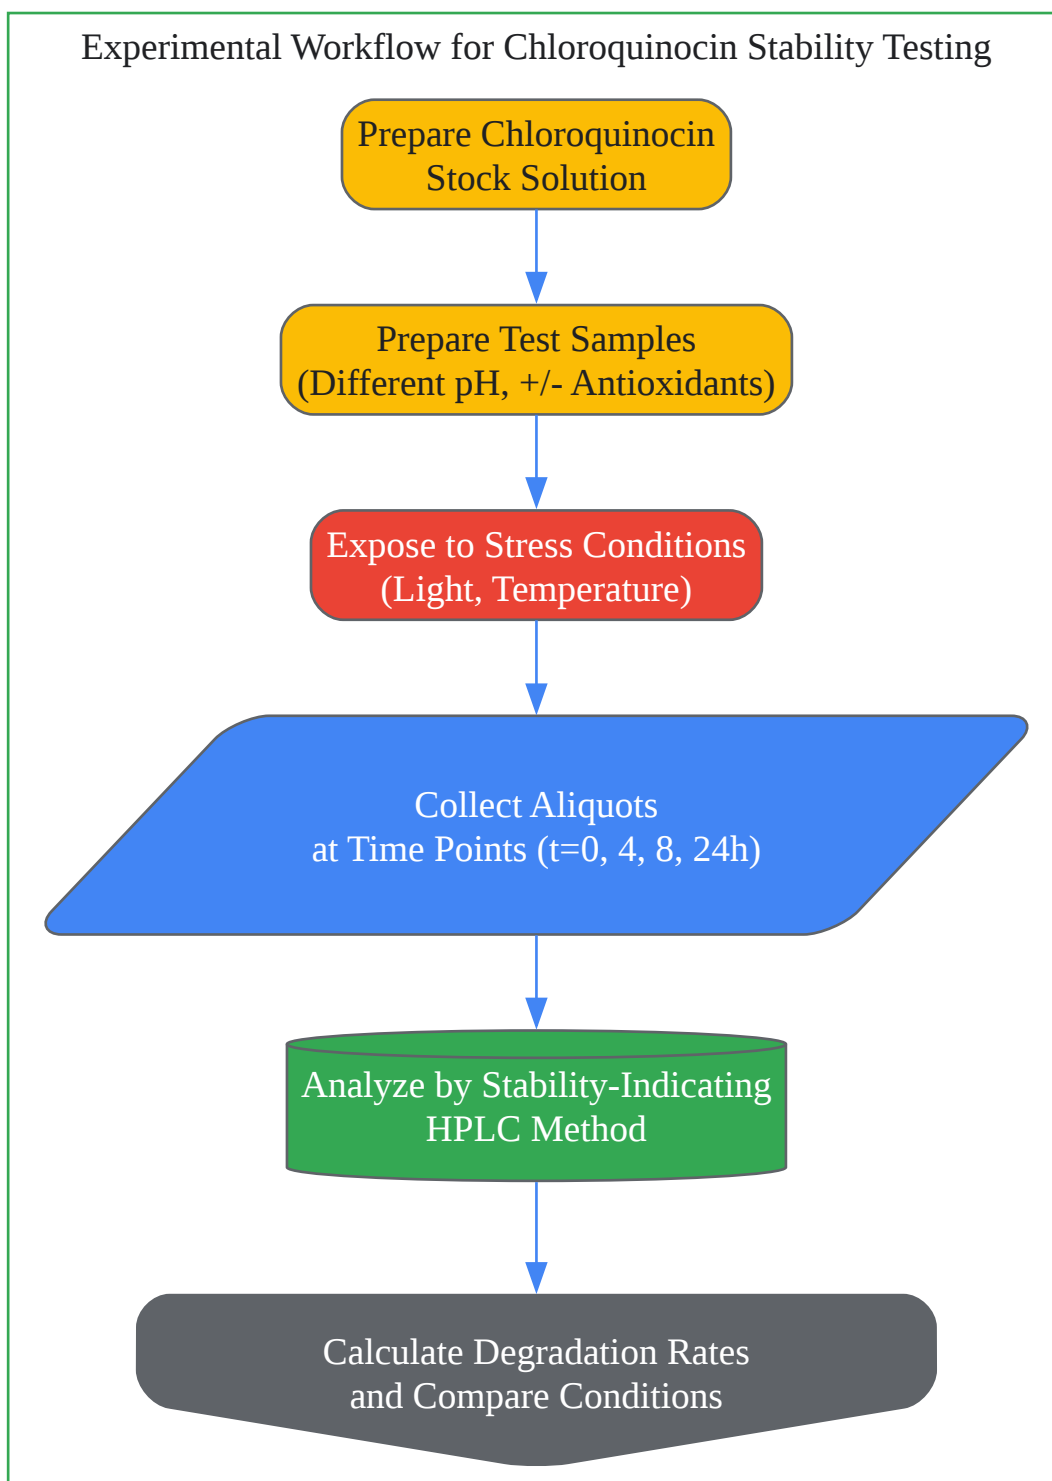 Experimental Workflow for Chloroquinocin Stability Testing
Prepare Chloroquinocin
Stock Solution
Prepare Test Samples
(Different pH, +/- Antioxidants)
Expose to Stress Conditions
(Light, Temperature)
Collect Aliquots
at Time Points (t=0, 4, 8, 24h)
Analyze by Stability-Indicating
HPLC Method
Calculate Degradation Rates
and Compare Conditions